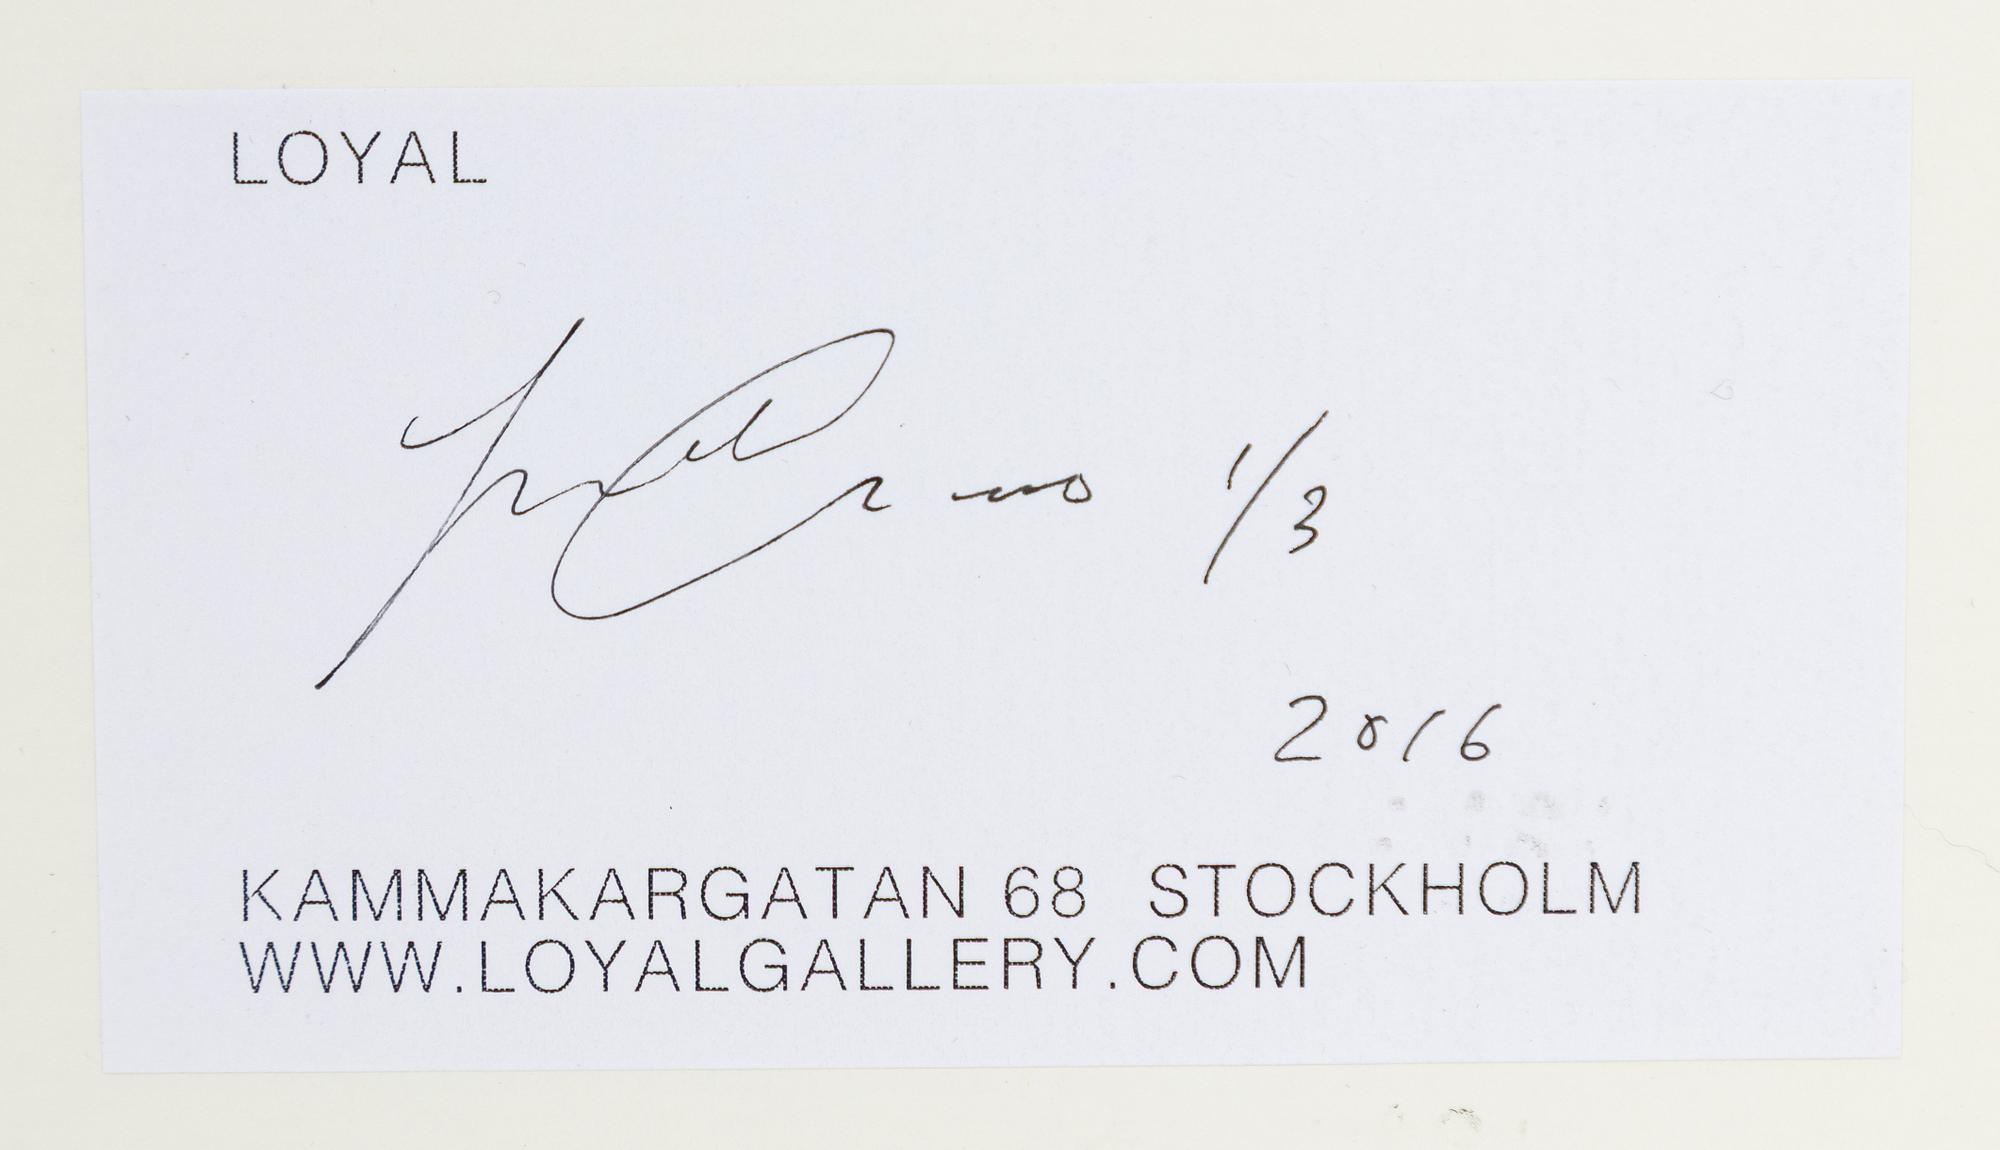 LOYAL
1/3
2016
KAMMAKARGATAN 68 STOCKHOLM
WWW.LOYALGALLERY.COM